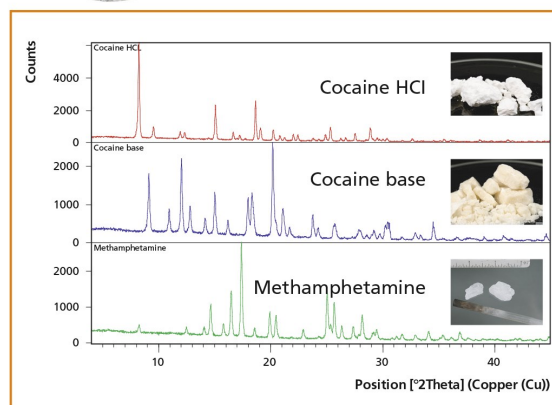 Counts
Cocaine HCL
Cocaine HCl
4000
2000
0
Cocaine base
Cocaine base
2000
1000
0
Methamphetamine
Methamphetamine
2000
1000
0
10
20
30
40
Position [°2Theta] (Copper (Cu))